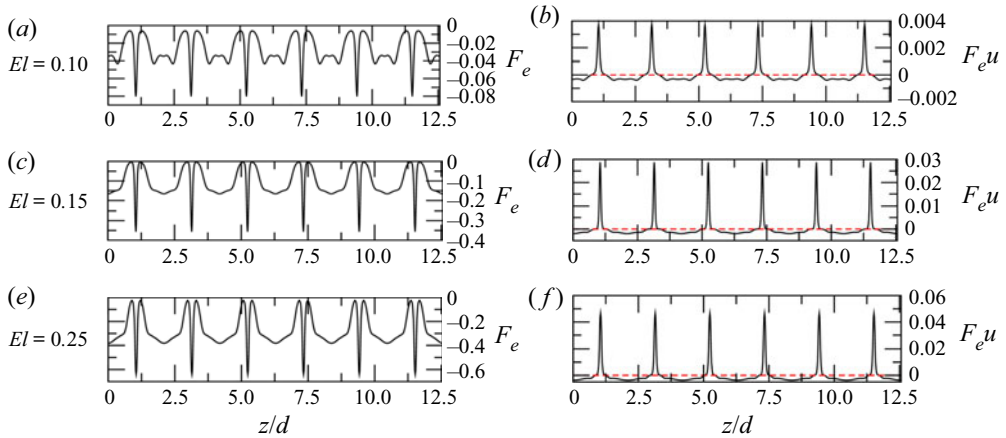 (a)
El = 0.10
0
–0.02
–0.04
–0.06
–0.08
F_e
0 2.5 5.0 7.5 10.0 12.5
(b)
0.004
0.002
0
–0.002
F_e u
0 2.5 5.0 7.5 10.0 12.5
(c)
El = 0.15
0
–0.1
–0.2
–0.3
–0.4
F_e
0 2.5 5.0 7.5 10.0 12.5
(d)
0.03
0.02
0.01
0
F_e u
0 2.5 5.0 7.5 10.0 12.5
(e)
El = 0.25
0
–0.2
–0.4
–0.6
F_e
0 2.5 5.0 7.5 10.0 12.5
z/d
(f)
0.06
0.04
0.02
0
F_e u
0 2.5 5.0 7.5 10.0 12.5
z/d